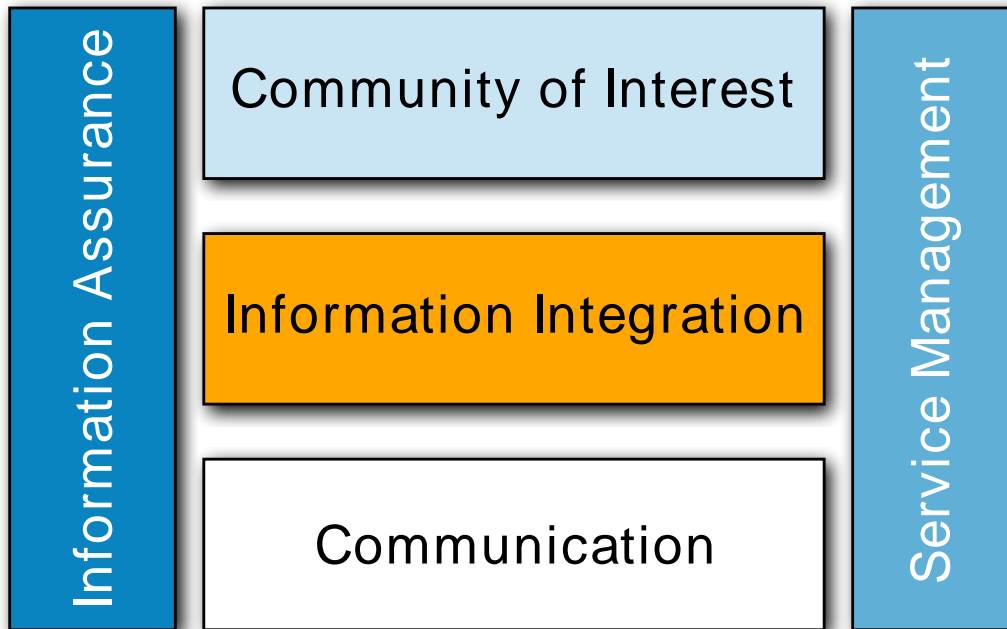 Information Assurance
Community of Interest
Information Integration
Communication
Service Management